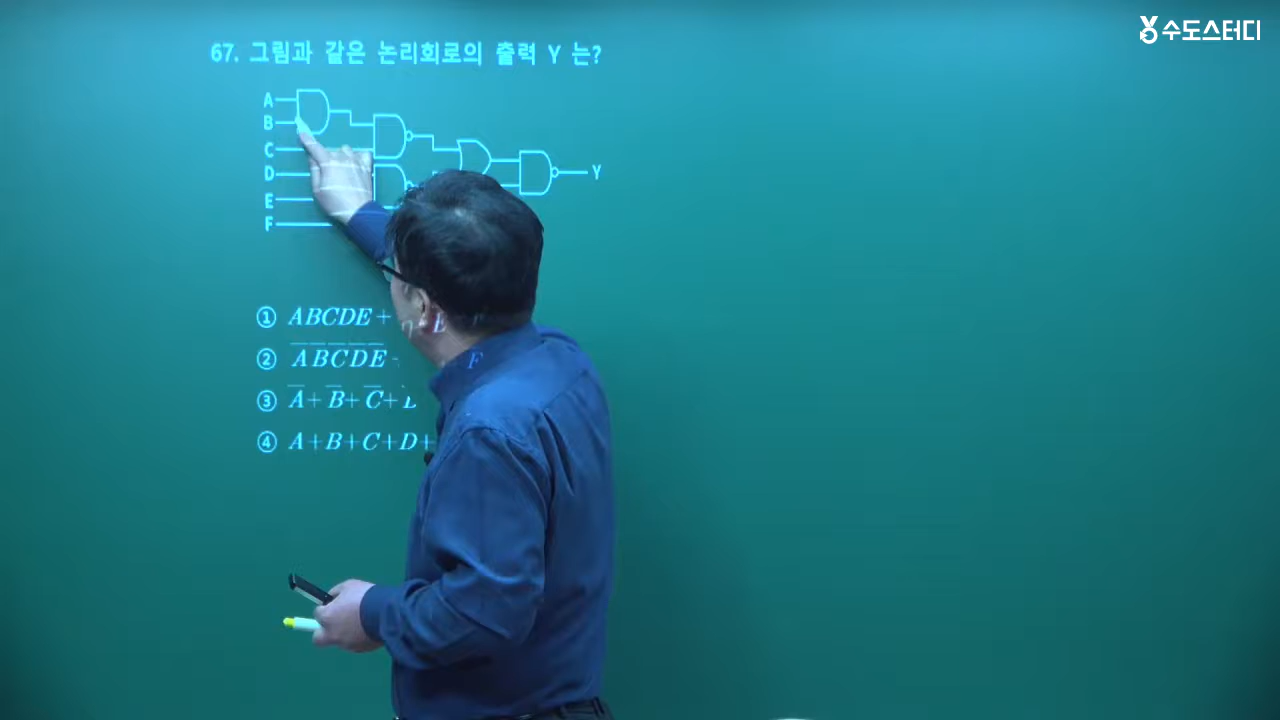 수도스터디
67. 그림과 같은 논리회로의 출력 Y 는?
A
B
C
D
E
F
Y
① ABCDE+
② A̅B̅C̅D̅E̅
③ A̅+B̅+C̅+
④ A+B+C+D+
F